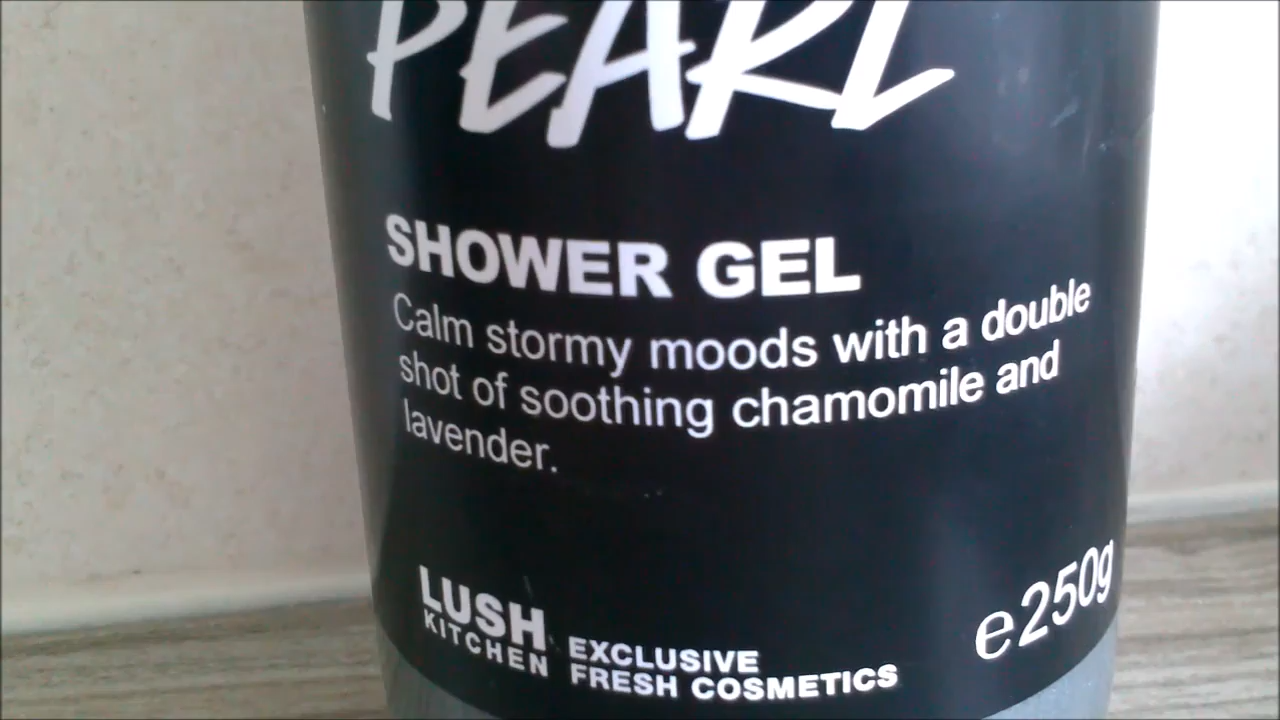 PEARL
SHOWER GEL
Calm stormy moods with a double
shot of soothing chamomile and
lavender.
LUSH
KITCHEN
EXCLUSIVE
FRESH COSMETICS
e250g